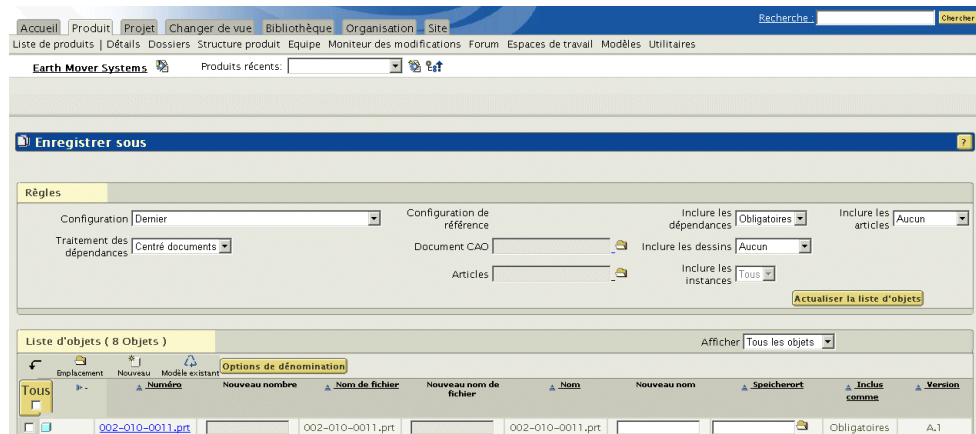 Recherche : Chercher
Accueil Produit Projet Changer de vue Bibliothèque Organisation Site
Liste de produits | Détails Dossiers Structure produit Equipe Moniteur des modifications Forum Espaces de travail Modèles Utilitaires
Earth Mover Systems Produits récents:
Enregistrer sous ?
Règles
Configuration Dernier Configuration de référence Inclure les dépendances Obligatoires Inclure les articles Aucun
Traitement des dépendances Centré documents Document CAO Inclure les dessins Aucun
Articles Inclure les instances Tous
Actualiser la liste d'objets
Liste d'objets ( 8 Objets ) Afficher Tous les objets
Emplacement Nouveau Modèle existant Options de dénomination
Tous Numéro Nouveau nombre Nom de fichier Nouveau nom de fichier Nom Nouveau nom Speicherort Inclus comme Version
002-010-0011.prt 002-010-0011.prt 002-010-0011.prt Obligatoires A.1